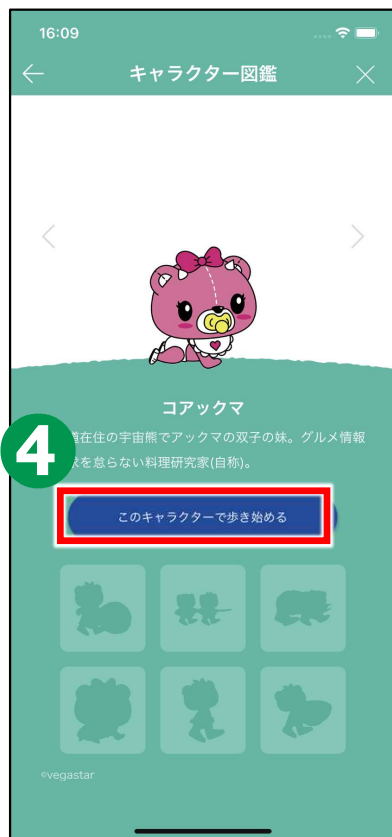 16:09
キャラクター図鑑
コアックマ
道在住の宇宙熊でアックマの双子の妹。グルメ情報
を怠らない料理研究家(自称)。
4
このキャラクターで歩き始める
©vegastar